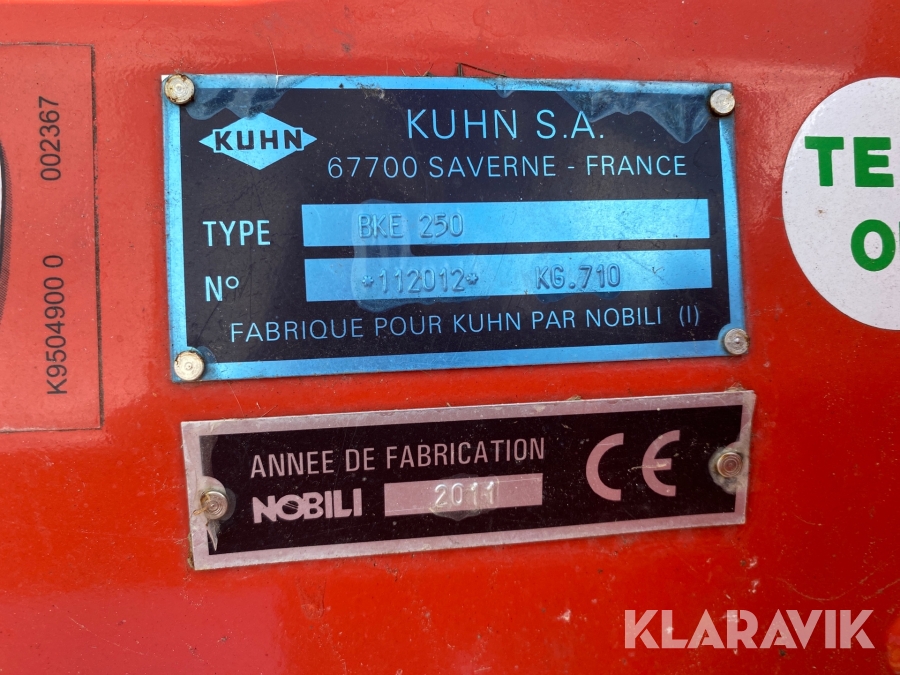 KUHN
KUHN S.A.
67700 SAVERNE - FRANCE
TYPE BKE 250
N° *112012* KG.710
FABRIQUE POUR KUHN PAR NOBILI (I)
ANNEE DE FABRICATION
NOBILI 2011
CE
K9504900 0 002367
TE
KLARAVIK